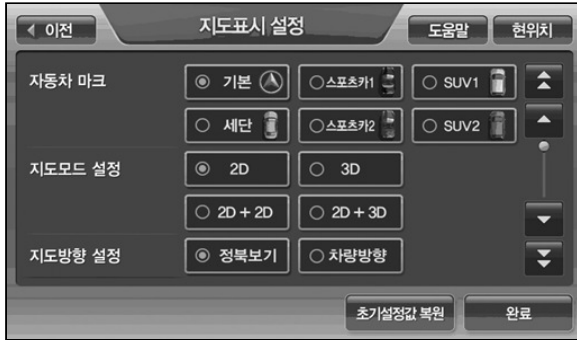 이전 지도표시 설정 도움말 현위치
자동차 마크 기본 스포츠카1 SUV1
세단 스포츠카2 SUV2
지도모드 설정 2D 3D
2D + 2D 2D + 3D
지도방향 설정 정북보기 차량방향
초기설정값 복원 완료